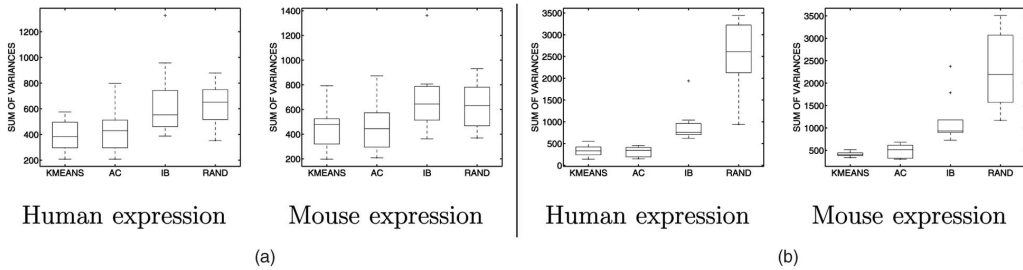 SUM OF VARIANCES
1200
1000
800
600
400
200
KMEANS AC IB RAND
Human expression
SUM OF VARIANCES
1400
1200
1000
800
600
400
200
KMEANS AC IB RAND
Mouse expression
(a)
SUM OF VARIANCES
3500
3000
2500
2000
1500
1000
500
0
KMEANS AC IB RAND
Human expression
SUM OF VARIANCES
3500
3000
2500
2000
1500
1000
500
KMEANS AC IB RAND
Mouse expression
(b)